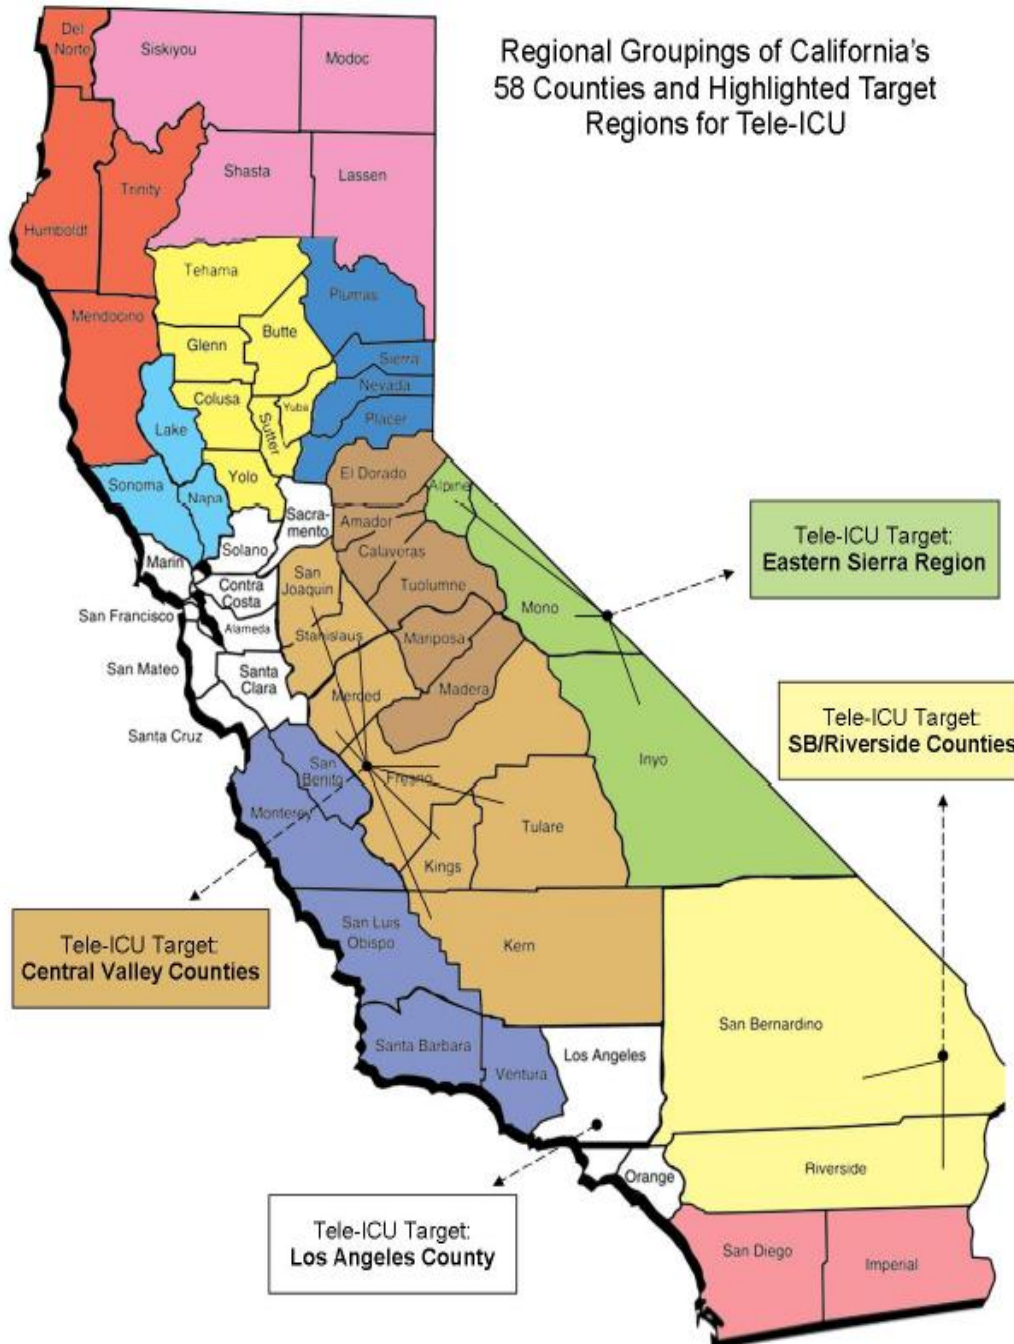 Regional Groupings of California's
58 Counties and Highlighted Target
Regions for Tele-ICU
Del
Norte
Siskiyou
Modoc
Humboldt
Trinity
Shasta
Lassen
Mendocino
Tehama
Plumas
Glenn
Butte
Sierra
Nevada
Placer
Colusa
Yuba
Sutter
Lake
Sonoma
Napa
Yolo
El Dorado
Alpine
Sacra-
mento
Amador
Solano
Marin
Calaveras
San
Joaquin
Contra
Costa
Tuolumne
Mono
San Francisco
Alameda
Stanislaus
Mariposa
San Mateo
Santa
Clara
Merced
Madera
Santa Cruz
San
Benito
Fresno
Inyo
Monterey
Tulare
Kings
San Luis
Obispo
Kern
San Bernardino
Santa Barbara
Ventura
Los Angeles
Orange
Riverside
San Diego
Imperial
Tele-ICU Target:
Eastern Sierra Region
Tele-ICU Target:
SB/Riverside Counties
Tele-ICU Target:
Central Valley Counties
Tele-ICU Target:
Los Angeles County